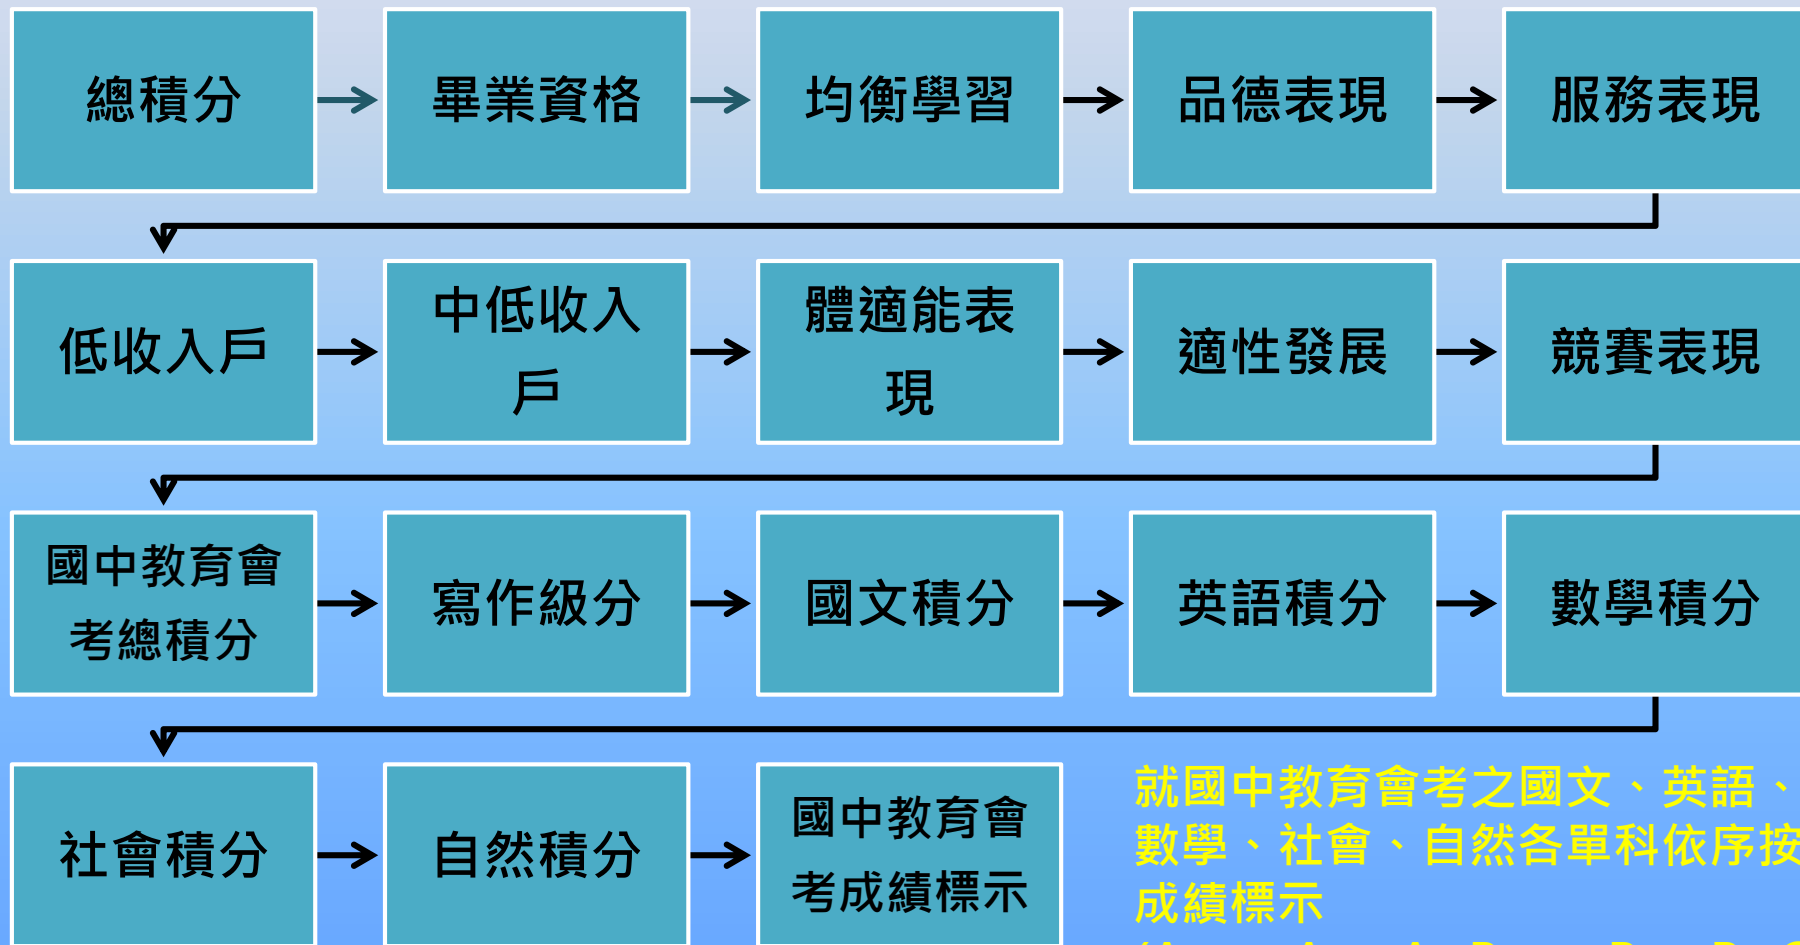 總積分
畢業資格
均衡學習
品德表現
服務表現
低收入戶
中低收入
戶
體適能表
現
適性發展
競賽表現
國中教育會
考總積分
寫作級分
國文積分
英語積分
數學積分
社會積分
自然積分
國中教育會
考成績標示
就國中教育會考之國文、英語、
數學、社會、自然各單科依序按
成績標示